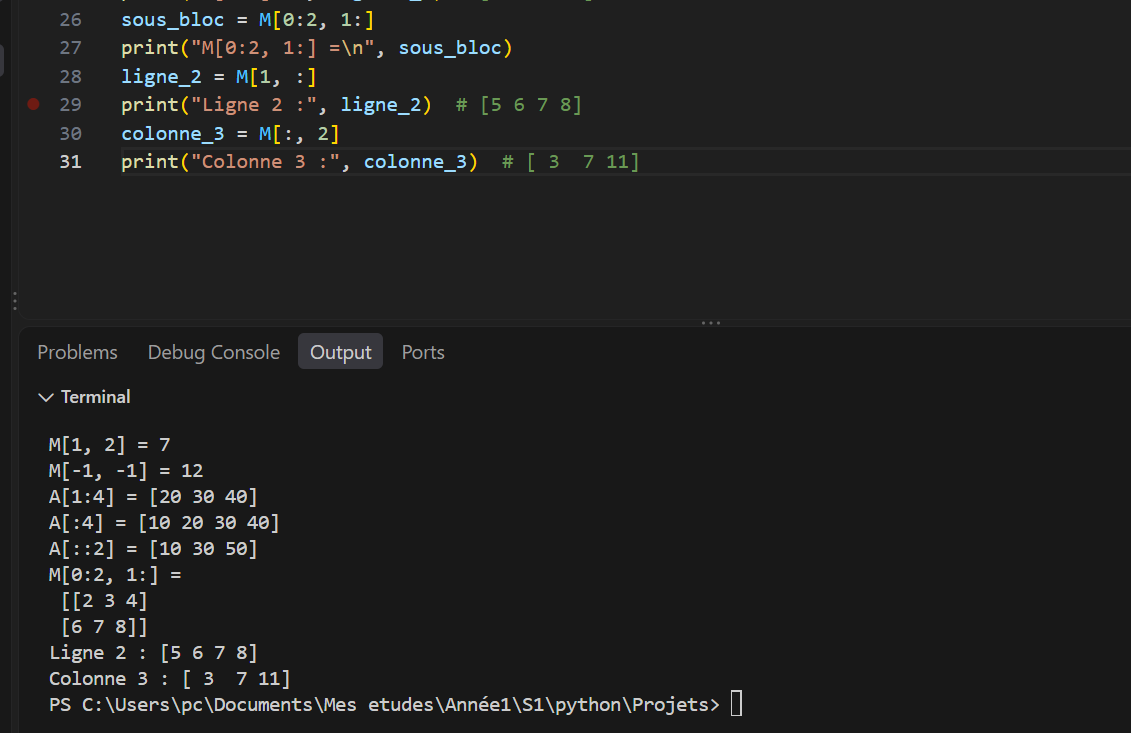 26 sous_bloc = M[0:2, 1:]
27 print("M[0:2, 1:] =\n", sous_bloc)
28 ligne_2 = M[1, :]
29 print("Ligne 2 :", ligne_2)  # [5 6 7 8]
30 colonne_3 = M[:, 2]
31 print("Colonne 3 :", colonne_3)  # [ 3  7 11]
Problems Debug Console Output Ports
Terminal
M[1, 2] = 7
M[-1, -1] = 12
A[1:4] = [20 30 40]
A[:4] = [10 20 30 40]
A[::2] = [10 30 50]
M[0:2, 1:] =
 [[2 3 4]
 [6 7 8]]
Ligne 2 : [5 6 7 8]
Colonne 3 : [ 3  7 11]
PS C:\Users\pc\Documents\Mes etudes\Année1\S1\python\Projets>